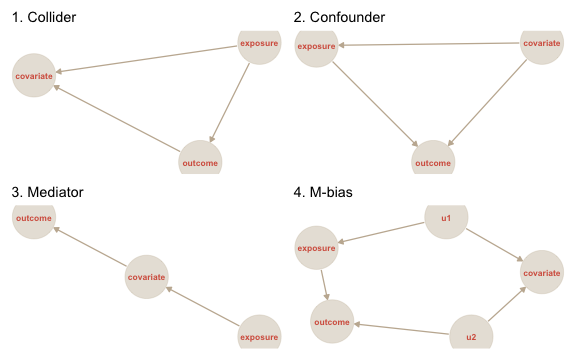 1. Collider
exposure
covariate
outcome
2. Confounder
exposure
covariate
outcome
3. Mediator
outcome
covariate
exposure
4. M-bias
u1
exposure
covariate
outcome
u2